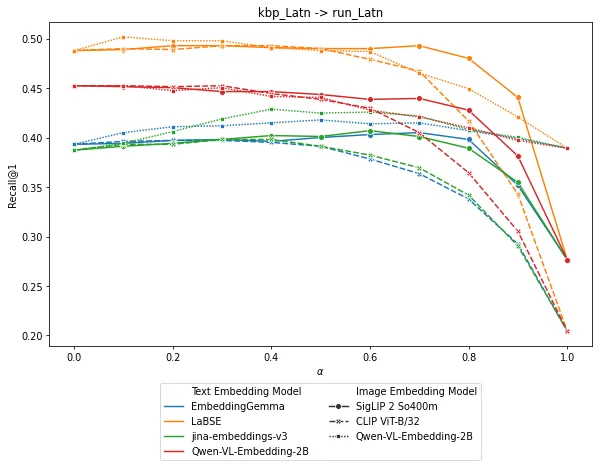 kbp_Latn -> run_Latn
Recall@1
0.50
0.45
0.40
0.35
0.30
0.25
0.20
0.0 0.2 0.4 0.6 0.8 1.0
α
Text Embedding Model
EmbeddingGemma
LaBSE
jina-embeddings-v3
Qwen-VL-Embedding-2B
Image Embedding Model
SigLIP 2 So400m
CLIP ViT-B/32
Qwen-VL-Embedding-2B